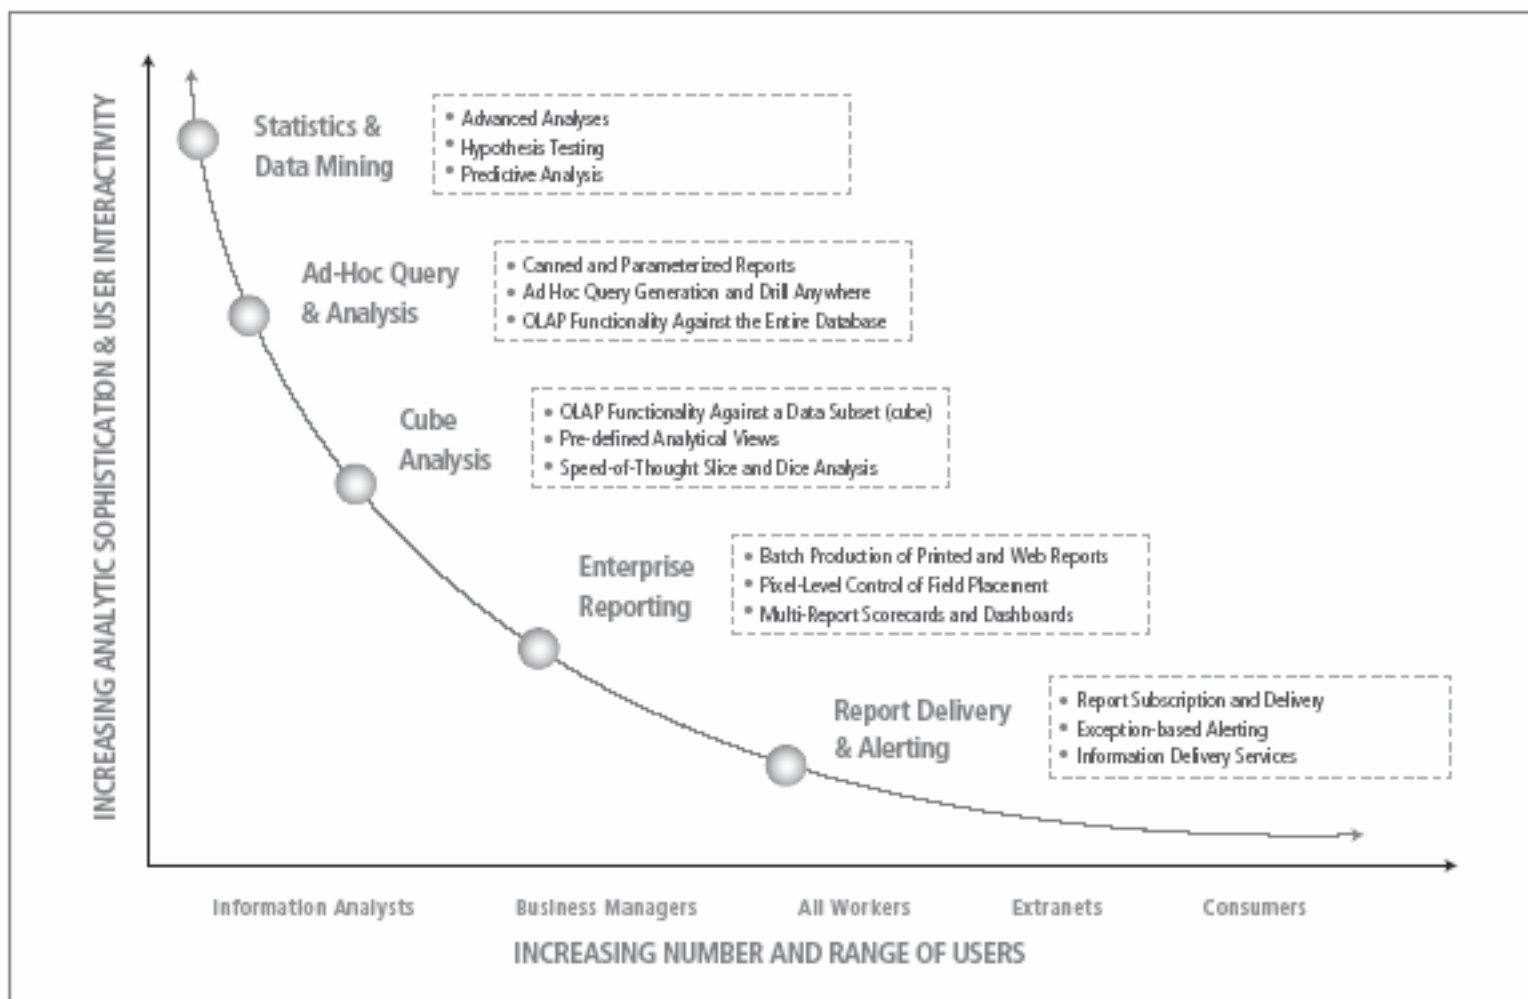 INCREASING ANALYTIC SOPHISTICATION & USER INTERACTIVITY
Statistics &
Data Mining
• Advanced Analyses
• Hypothesis Testing
• Predictive Analysis
Ad-Hoc Query
& Analysis
• Canned and Parameterized Reports
• Ad Hoc Query Generation and Drill Anywhere
• OLAP Functionality Against the Entire Database
Cube
Analysis
• OLAP Functionality Against a Data Subset (cube)
• Pre-defined Analytical Views
• Speed-of-Thought Slice and Dice Analysis
Enterprise
Reporting
• Batch Production of Printed and Web Reports
• Pixel-Level Control of Field Placement
• Multi-Report Scorecards and Dashboards
Report Delivery
& Alerting
• Report Subscription and Delivery
• Exception-based Alerting
• Information Delivery Services
Information Analysts
Business Managers
All Workers
Extranets
Consumers
INCREASING NUMBER AND RANGE OF USERS